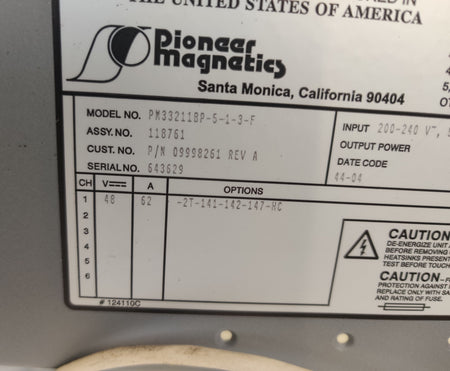 THE UNITED STATES OF AMERICA
Pioneer
Magnetics
Santa Monica, California 90404
MODEL NO. PM33211BP-5-1-3-F
ASSY. NO. 118761
CUST. NO. P/N 09998261 REV A
SERIAL NO. 643629
INPUT 200-240 V~,
OUTPUT POWER
DATE CODE
44-04
CH V A OPTIONS
1 48 62 -2T-141-142-147-HC
2
3
4
5
6
# 124110C
CAUTION
DE-ENERGIZE UNIT
BEFORE REMOVING
HEATSINKS PRESENT
TEST BEFORE TOUCH
CAUTION-F
PROTECTION AGAINST
REPLACE ONLY WITH SA
AND RATING OF FUSE.